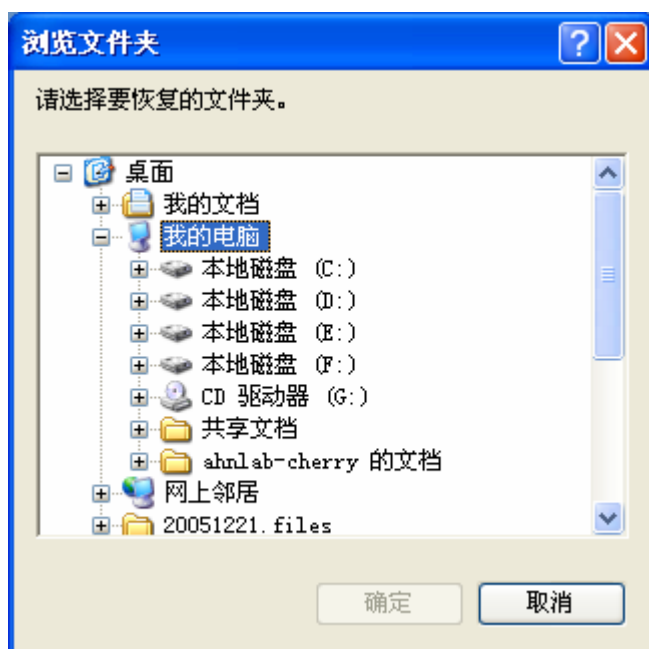 浏览文件夹
请选择要恢复的文件夹。
桌面
我的文档
我的电脑
本地磁盘 (C:)
本地磁盘 (D:)
本地磁盘 (E:)
本地磁盘 (F:)
CD 驱动器 (G:)
共享文档
ahnlab-cherry 的文档
网上邻居
20051221.files
确定 取消